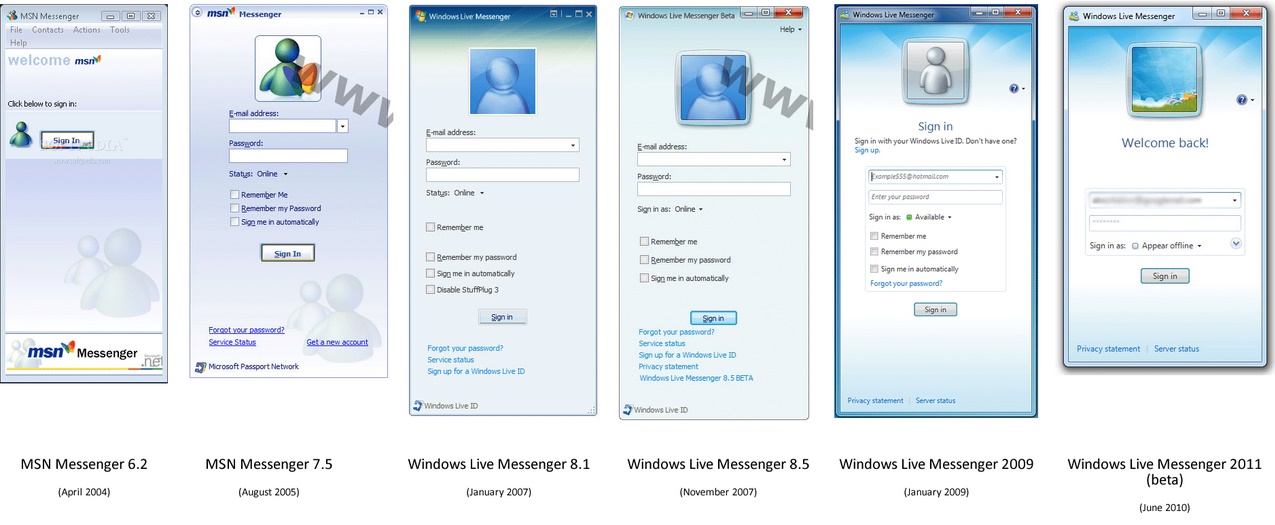 MSN Messenger
File Contacts Actions Tools
Help
welcome msn
Click below to sign in:
Sign In
msn Messenger
.net
MSN Messenger 6.2
(April 2004)
msn Messenger
www
E-mail address:
Password:
Status: Online
Remember Me
Remember my Password
Sign me in automatically
Sign In
Forgot your password?
Service Status
Get a new account
Microsoft Passport Network
MSN Messenger 7.5
(August 2005)
Windows Live Messenger
E-mail address:
Password:
Status: Online
Remember me
Remember my password
Sign me in automatically
Disable StuffPlug 3
Sign in
Forgot your password?
Service status
Sign up for a Windows Live ID
Windows Live ID
Windows Live Messenger 8.1
(January 2007)
Windows Live Messenger Beta
Help
www
E-mail address:
Password:
Sign in as: Online
Remember me
Remember my password
Sign me in automatically
Sign in
Forgot your password?
Service status
Sign up for a Windows Live ID
Privacy statement
Windows Live Messenger 8.5 BETA
Windows Live ID
Windows Live Messenger 8.5
(November 2007)
Windows Live Messenger
Sign in
Sign in with your Windows Live ID. Don't have one?
Sign up.
Example555@hotmail.com
Enter your password
Sign in as: Available
Remember me
Remember my password
Sign me in automatically
Forgot your password?
Sign in
Privacy statement | Server status
Windows Live Messenger 2009
(January 2009)
Windows Live Messenger
Welcome back!
Sign in as: Appear offline
Sign in
Privacy statement | Server status
Windows Live Messenger 2011
(beta)
(June 2010)